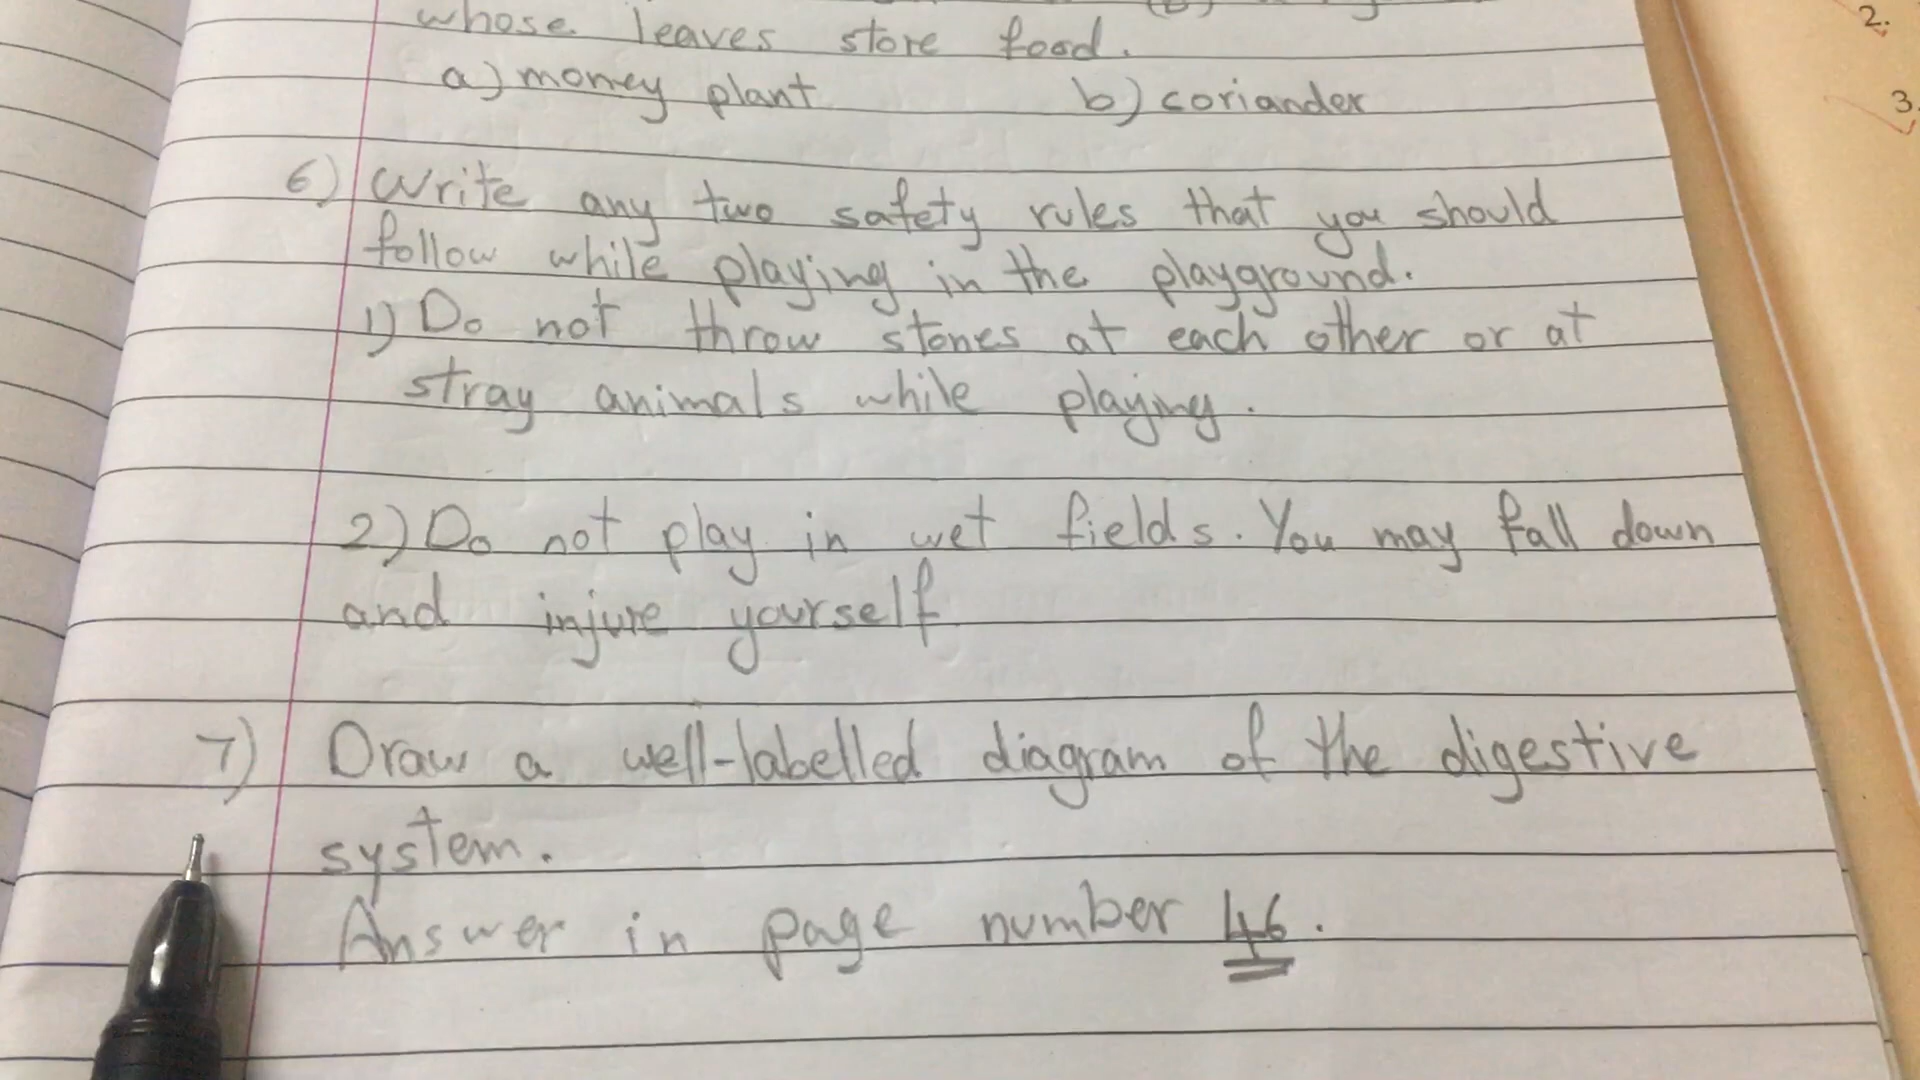 whose leaves store food.
a) money plant b) coriander
6) Write any two safety rules that you should
follow while playing in the playground.
1) Do not throw stones at each other or at
stray animals while playing.
2) Do not play in wet fields. You may fall down
and injure yourself
7) Draw a well-labelled diagram of the digestive
system.
Answer in page number 46.
2.
3.